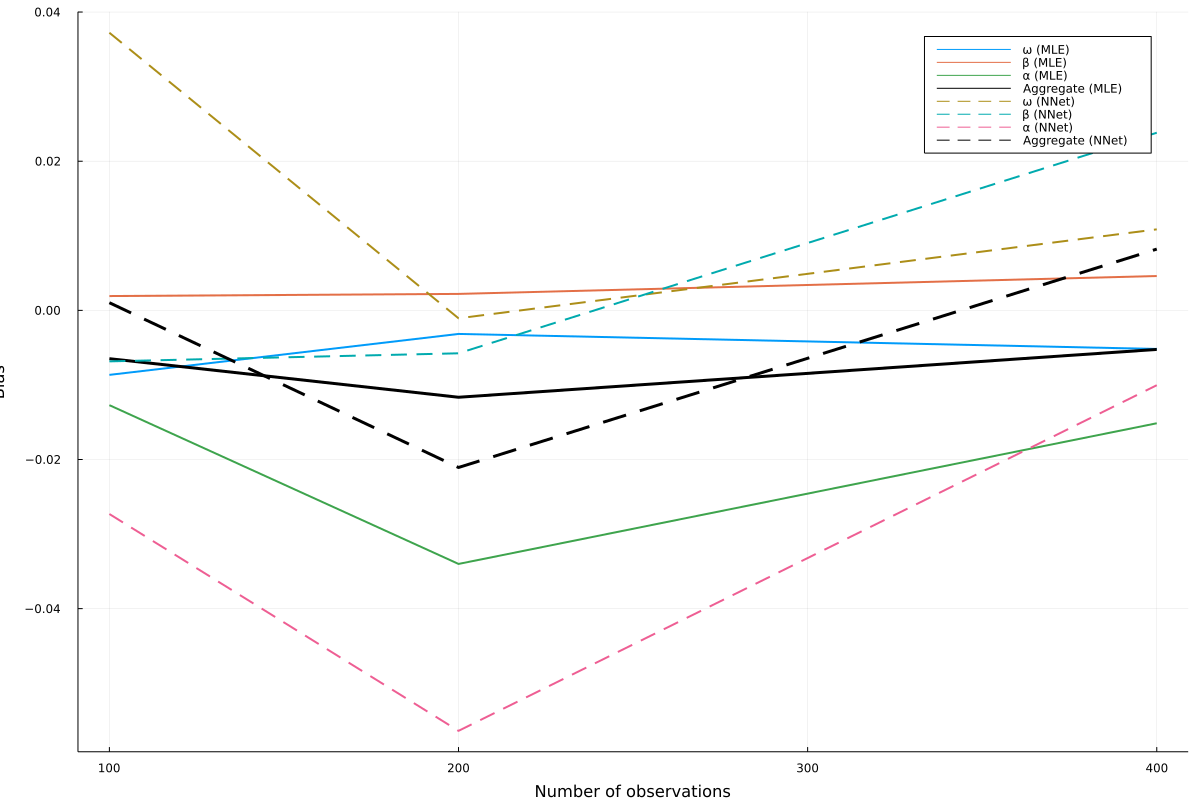 0.04
0.02
0.00
−0.02
−0.04
Bias
ω (MLE)
β (MLE)
α (MLE)
Aggregate (MLE)
ω (NNet)
β (NNet)
α (NNet)
Aggregate (NNet)
100
200
300
400
Number of observations